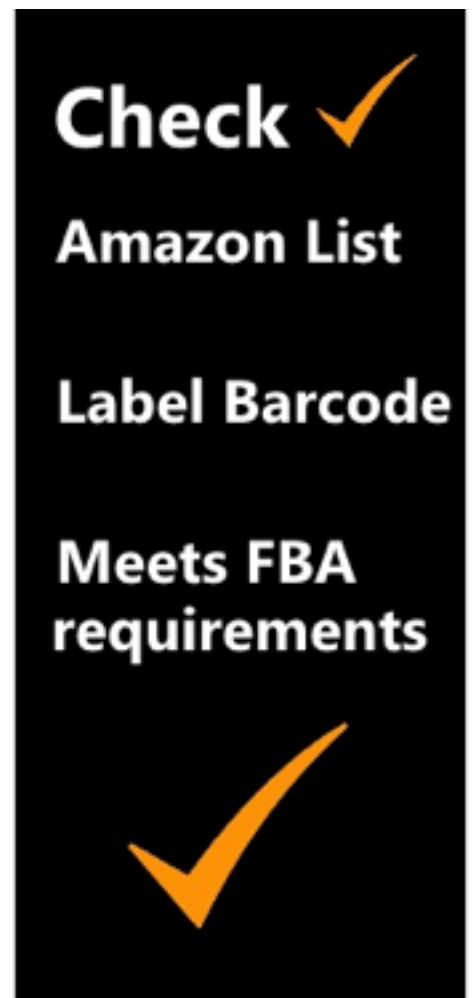 Check
Amazon List
Label Barcode
Meets FBA
requirements